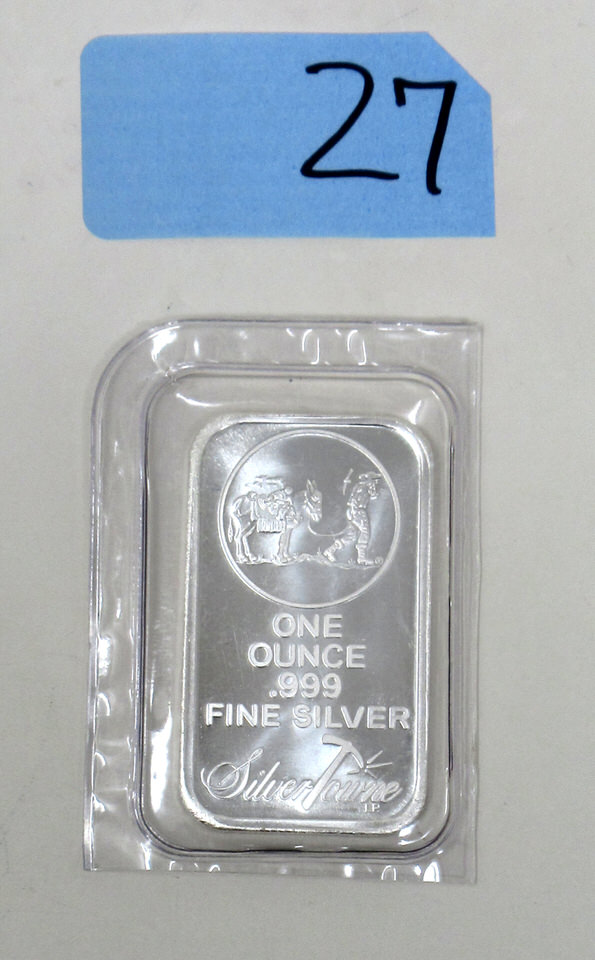 27
ONE
OUNCE
.999
FINE SILVER
SilverTowne
J.P.